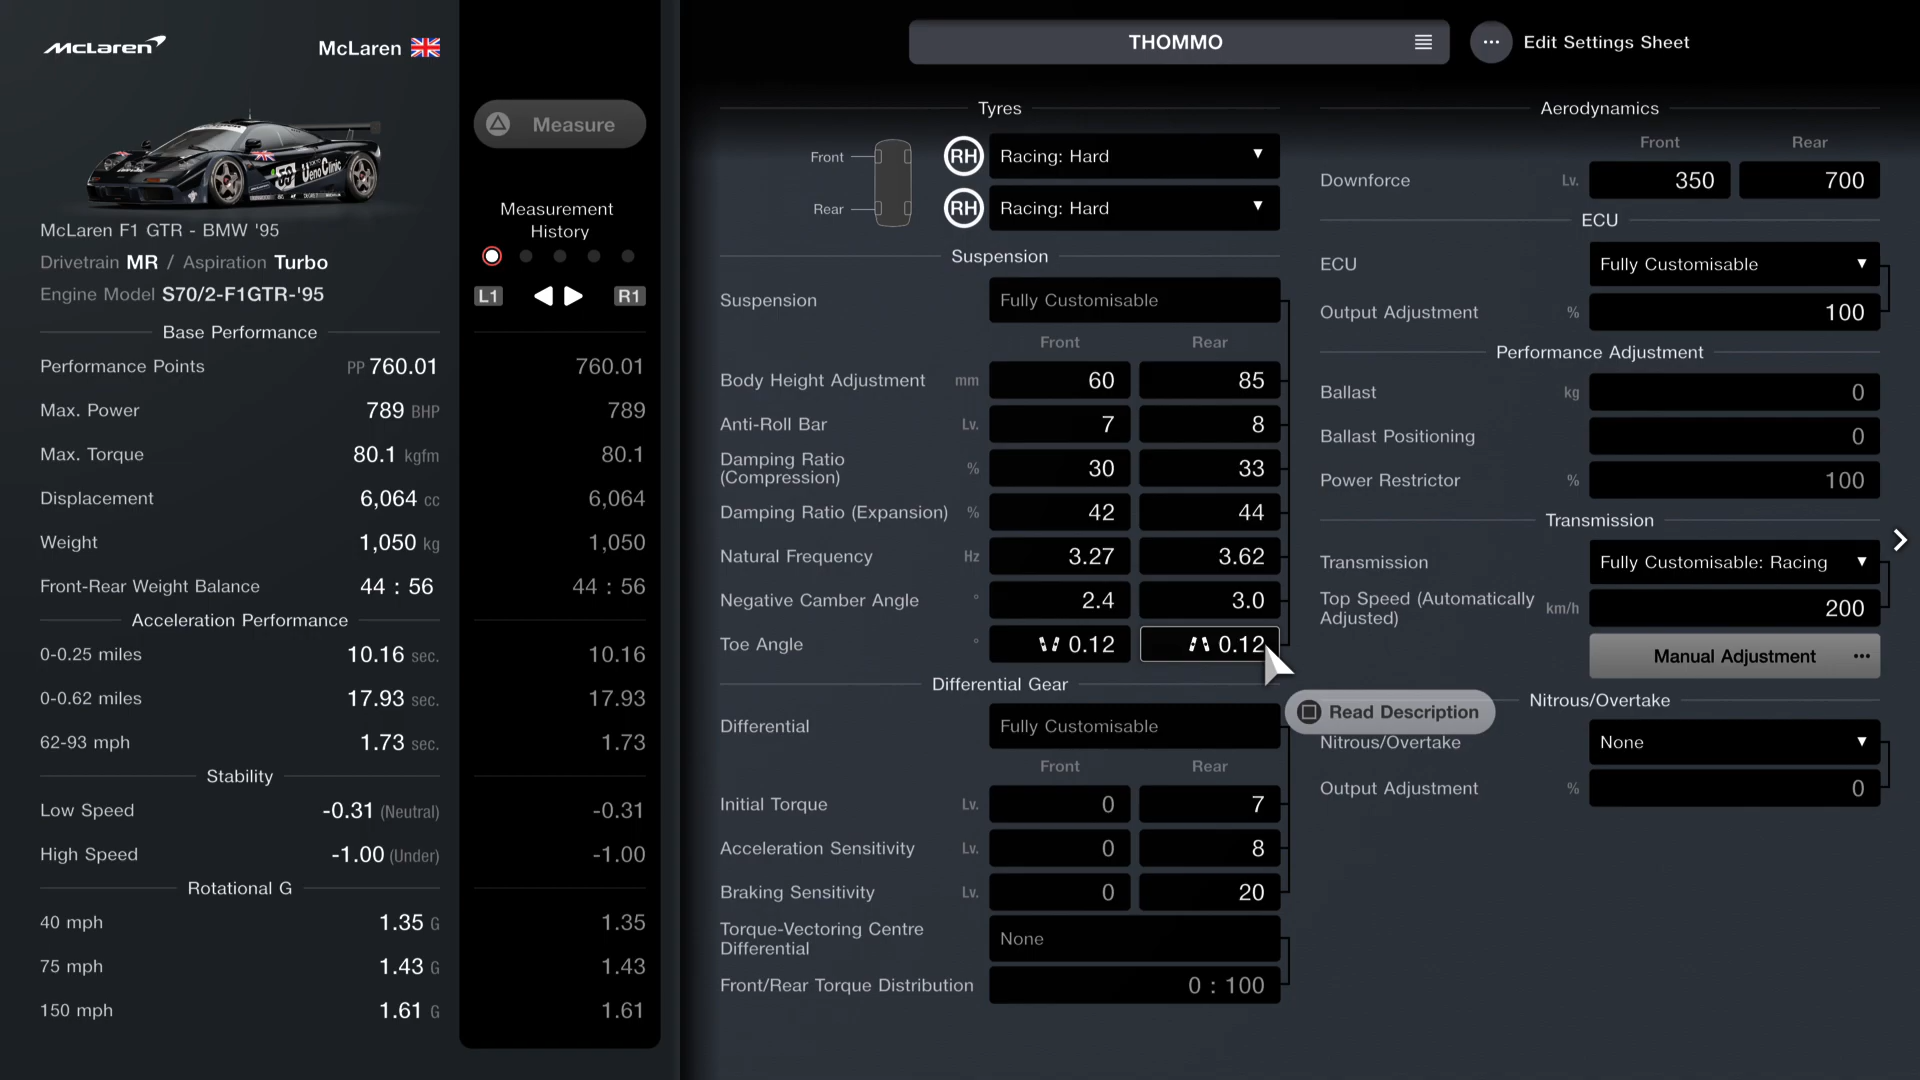 McLaren
McLaren
McLaren F1 GTR - BMW '95
Drivetrain MR / Aspiration Turbo
Engine Model S70/2-F1GTR-'95
Base Performance
Performance Points PP 760.01
Max. Power 789 BHP
Max. Torque 80.1 kgfm
Displacement 6,064 cc
Weight 1,050 kg
Front-Rear Weight Balance 44 : 56
Acceleration Performance
0-0.25 miles 10.16 sec.
0-0.62 miles 17.93 sec.
62-93 mph 1.73 sec.
Stability
Low Speed -0.31 (Neutral)
High Speed -1.00 (Under)
Rotational G
40 mph 1.35 G
75 mph 1.43 G
150 mph 1.61 G
59 Ueno Clinic
Measure
Measurement
History
L1 R1
760.01
789
80.1
6,064
1,050
44 : 56
10.16
17.93
1.73
-0.31
-1.00
1.35
1.43
1.61
THOMMO
Edit Settings Sheet
Tyres
Front RH Racing: Hard
Rear RH Racing: Hard
Suspension
Suspension Fully Customisable
Front Rear
Body Height Adjustment mm 60 85
Anti-Roll Bar Lv. 7 8
Damping Ratio
(Compression) % 30 33
Damping Ratio (Expansion) % 42 44
Natural Frequency Hz 3.27 3.62
Negative Camber Angle ° 2.4 3.0
Toe Angle ° 0.12 0.12
Differential Gear
Differential Fully Customisable
Front Rear
Initial Torque Lv. 0 7
Acceleration Sensitivity Lv. 0 8
Braking Sensitivity Lv. 0 20
Torque-Vectoring Centre
Differential None
Front/Rear Torque Distribution 0 : 100
Aerodynamics
Front Rear
Downforce Lv. 350 700
ECU
ECU Fully Customisable
Output Adjustment % 100
Performance Adjustment
Ballast kg 0
Ballast Positioning 0
Power Restrictor % 100
Transmission
Transmission Fully Customisable: Racing
Top Speed (Automatically
Adjusted) km/h 200
Manual Adjustment
Read Description
Nitrous/Overtake
Nitrous/Overtake None
Output Adjustment % 0